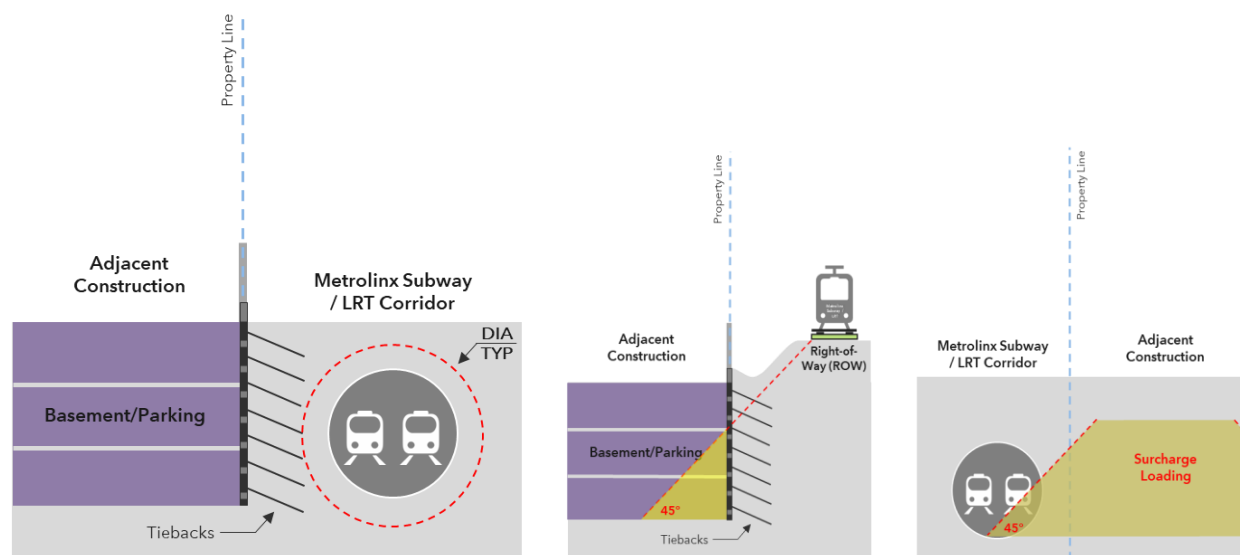 Property Line
Adjacent
Construction
Metrolinx Subway
/ LRT Corridor
DIA
TYP
Basement/Parking
Tiebacks
Property Line
Adjacent
Construction
Right-of-
Way (ROW)
Basement/Parking
45°
Tiebacks
Property Line
Metrolinx Subway
/ LRT Corridor
Adjacent
Construction
Surcharge
Loading
45°